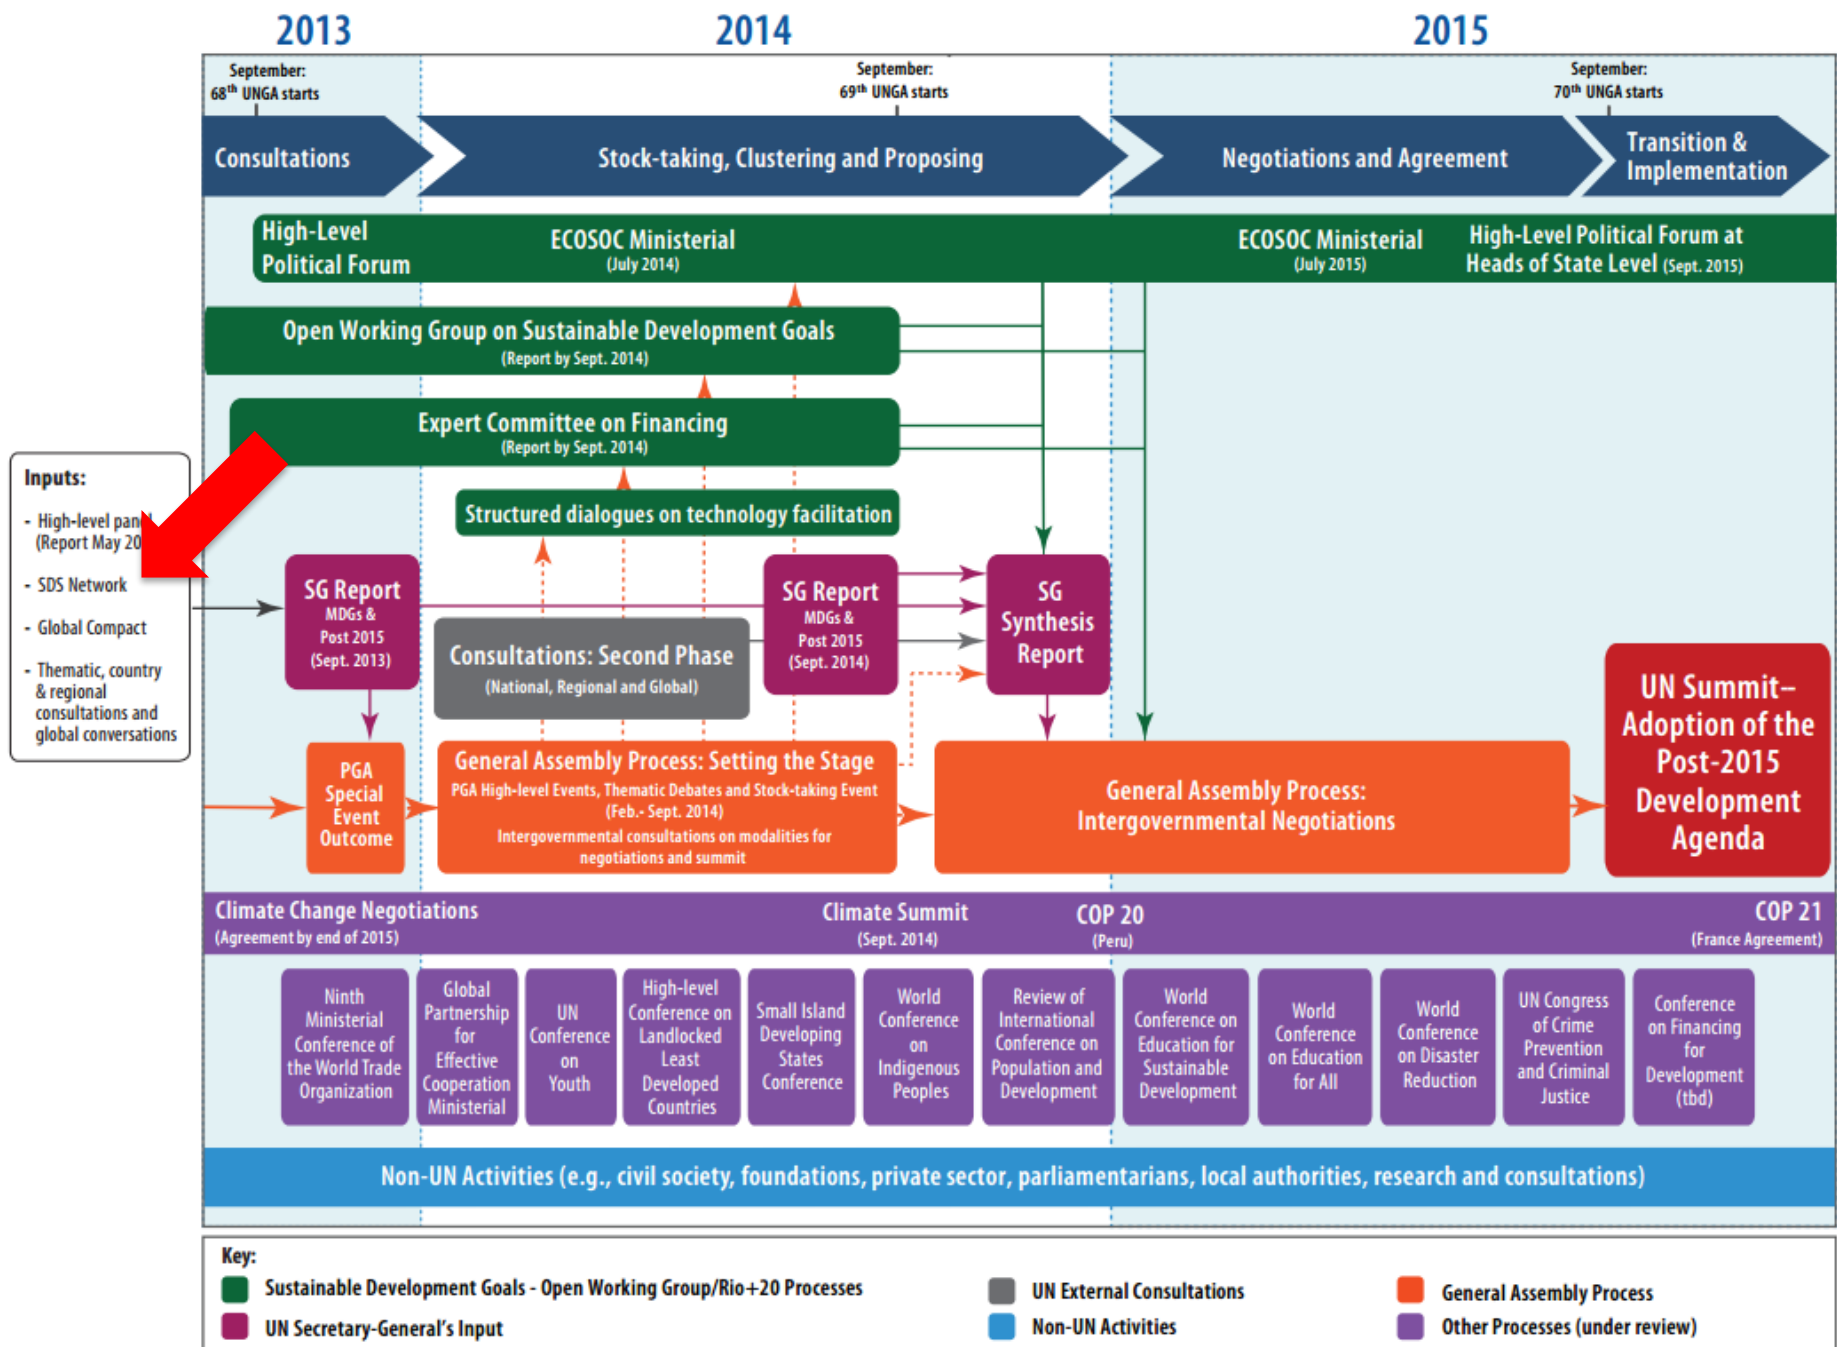 2013
2014
2015
September:
68th UNGA starts
September:
69th UNGA starts
September:
70th UNGA starts
Consultations
Stock-taking, Clustering and Proposing
Negotiations and Agreement
Transition &
Implementation
High-Level
Political Forum
ECOSOC Ministerial
(July 2014)
ECOSOC Ministerial
(July 2015)
High-Level Political Forum at
Heads of State Level (Sept. 2015)
Open Working Group on Sustainable Development Goals
(Report by Sept. 2014)
Expert Committee on Financing
(Report by Sept. 2014)
Structured dialogues on technology facilitation
Inputs:
- High-level
(Report May
- SDS Network
- Global Compact
- Thematic, country
& regional
consultations and
global conversations
SG Report
MDGs &
Post 2015
(Sept. 2013)
Consultations: Second Phase
(National, Regional and Global)
SG Report
MDGs &
Post 2015
(Sept. 2014)
SG
Synthesis
Report
PGA
Special
Event
Outcome
General Assembly Process: Setting the Stage
PGA High-level Events, Thematic Debates and Stock-taking Event
(Feb.- Sept. 2014)
Intergovernmental consultations on modalities for
negotiations and summit
General Assembly Process:
Intergovernmental Negotiations
UN Summit–
Adoption of the
Post-2015
Development
Agenda
Climate Change Negotiations
(Agreement by end of 2015)
Climate Summit
(Sept. 2014)
COP 20
(Peru)
COP 21
(France Agreement)
Ninth
Ministerial
Conference of
the World Trade
Organization
Global
Partnership
for
Effective
Cooperation
Ministerial
UN
Conference
on
Youth
High-level
Conference on
Landlocked
Least
Developed
Countries
Small Island
Developing
States
Conference
World
Conference
on
Indigenous
Peoples
Review of
International
Conference on
Population and
Development
World
Conference on
Education for
Sustainable
Development
World
Conference
on Education
for All
World
Conference
on Disaster
Reduction
UN Congress
of Crime
Prevention
and Criminal
Justice
Conference
on Financing
for
Development
(tbd)
Non-UN Activities (e.g., civil society, foundations, private sector, parliamentarians, local authorities, research and consultations)
Key:
Sustainable Development Goals - Open Working Group/Rio+20 Processes
UN Secretary-General's Input
UN External Consultations
Non-UN Activities
General Assembly Process
Other Processes (under review)